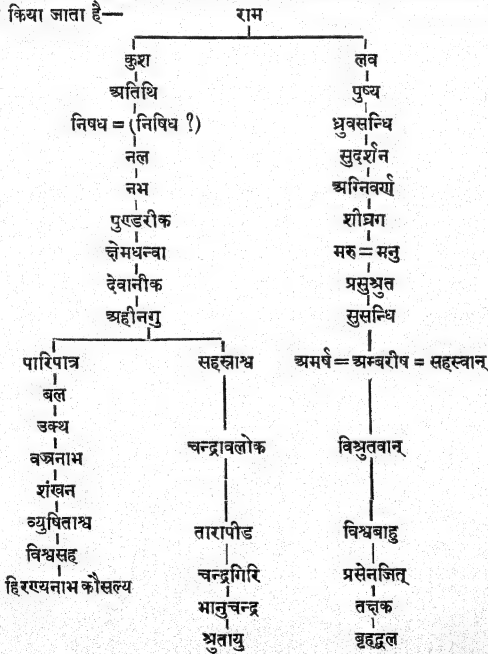 किया जाता है—
राम
कुश
अतिथि
निषध = (निषिध ?)
नल
नभ
पुण्डरीक
क्षेमधन्वा
देवानीक
अहीनगु
लव
पुष्य
ध्रुवसन्धि
सुदर्शन
अग्निवर्ण
शीघ्रग
मरु = मनु
प्रसुश्रुत
सुसन्धि
पारिपात्र
बल
उक्थ
वज्रनाभ
शंखन
व्युषिताश्व
विश्वसह
हिरण्यनाभ कौसल्य
सहस्राश्व
चन्द्रावलोक
तारापीड
चन्द्रगिरि
भानुचन्द्र
श्रुतायु
अमर्ष = अम्बरीष = सहस्वान्
विश्रुतवान्
विश्वबाहु
प्रसेनजित्
तक्षक
बृहद्बल